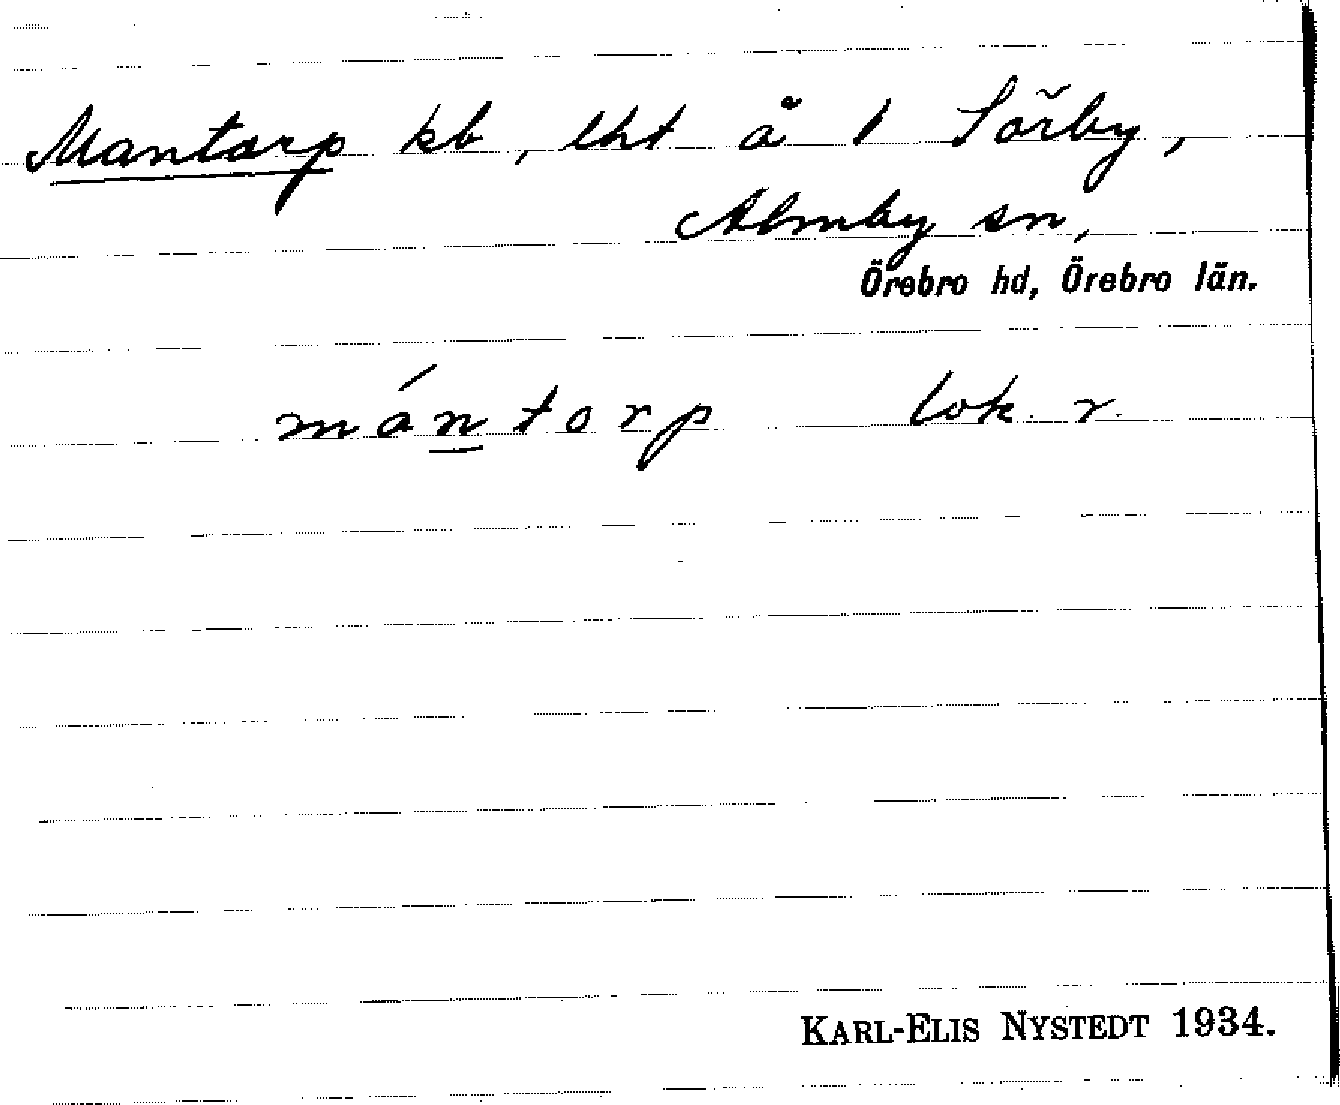 Mantorp kb, lht å 1 Sörby,
Almby sn,
Örebro hd, Örebro län.
mántorp lok. r.
KARL-ELIS NYSTEDT 1934.